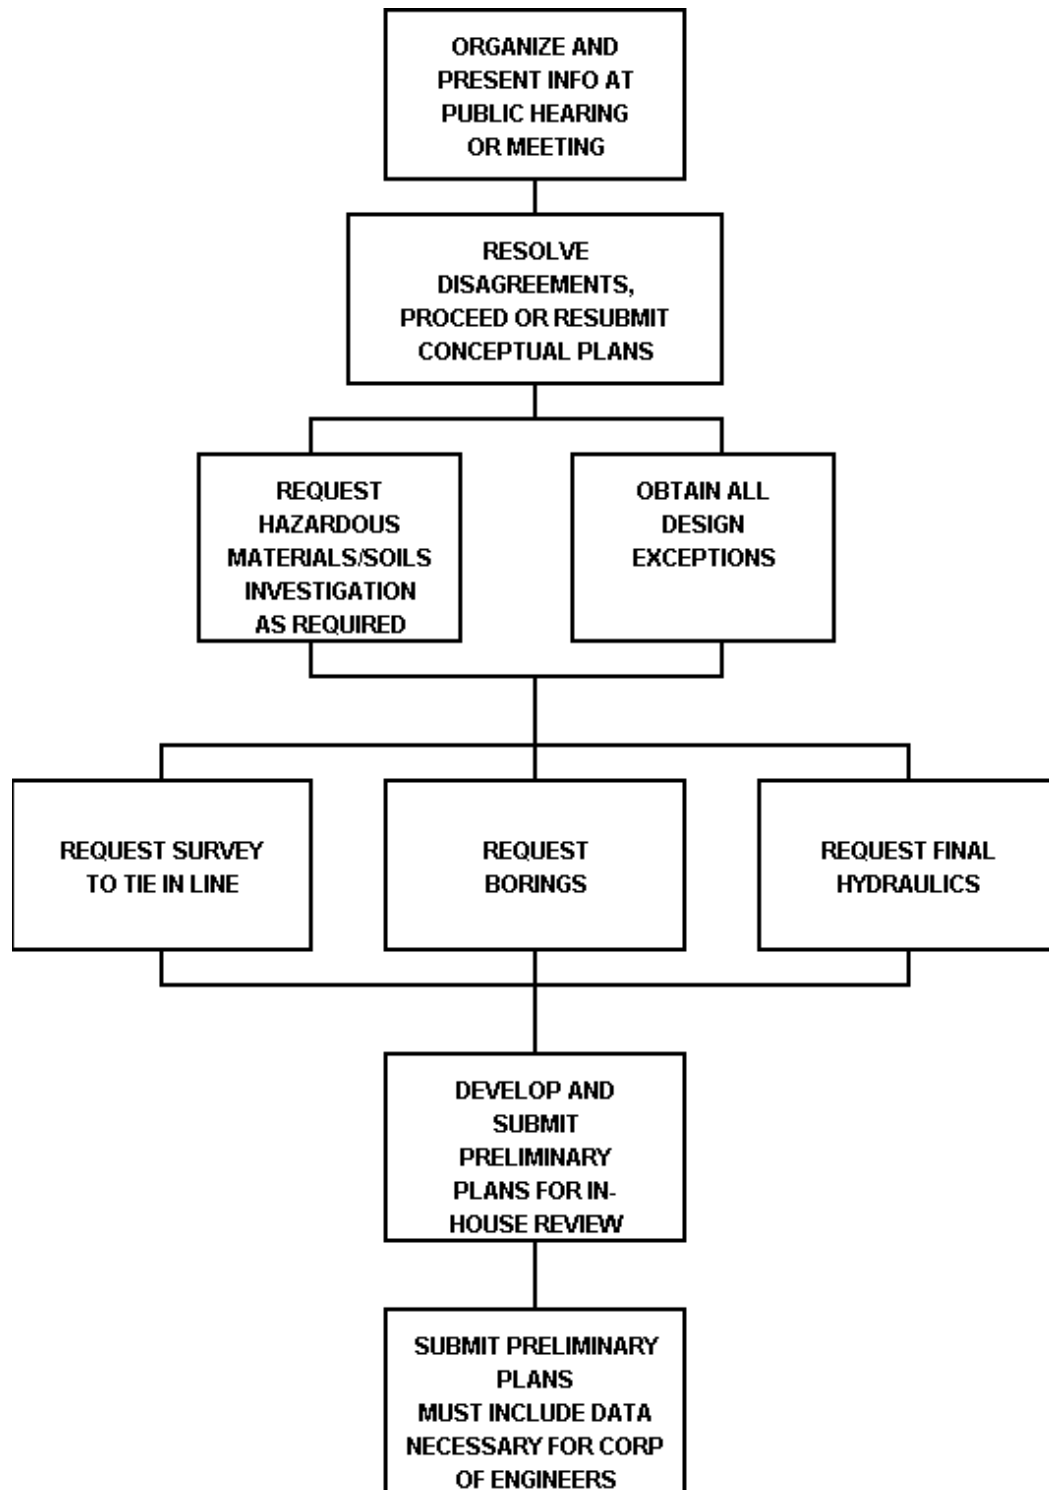 ORGANIZE AND
PRESENT INFO AT
PUBLIC HEARING
OR MEETING
RESOLVE
DISAGREEMENTS,
PROCEED OR RESUBMIT
CONCEPTUAL PLANS
REQUEST
HAZARDOUS
MATERIALS/SOILS
INVESTIGATION
AS REQUIRED
OBTAIN ALL
DESIGN
EXCEPTIONS
REQUEST SURVEY
TO TIE IN LINE
REQUEST
BORINGS
REQUEST FINAL
HYDRAULICS
DEVELOP AND
SUBMIT
PRELIMINARY
PLANS FOR IN-
HOUSE REVIEW
SUBMIT PRELIMINARY
PLANS
MUST INCLUDE DATA
NECESSARY FOR CORP
OF ENGINEERS